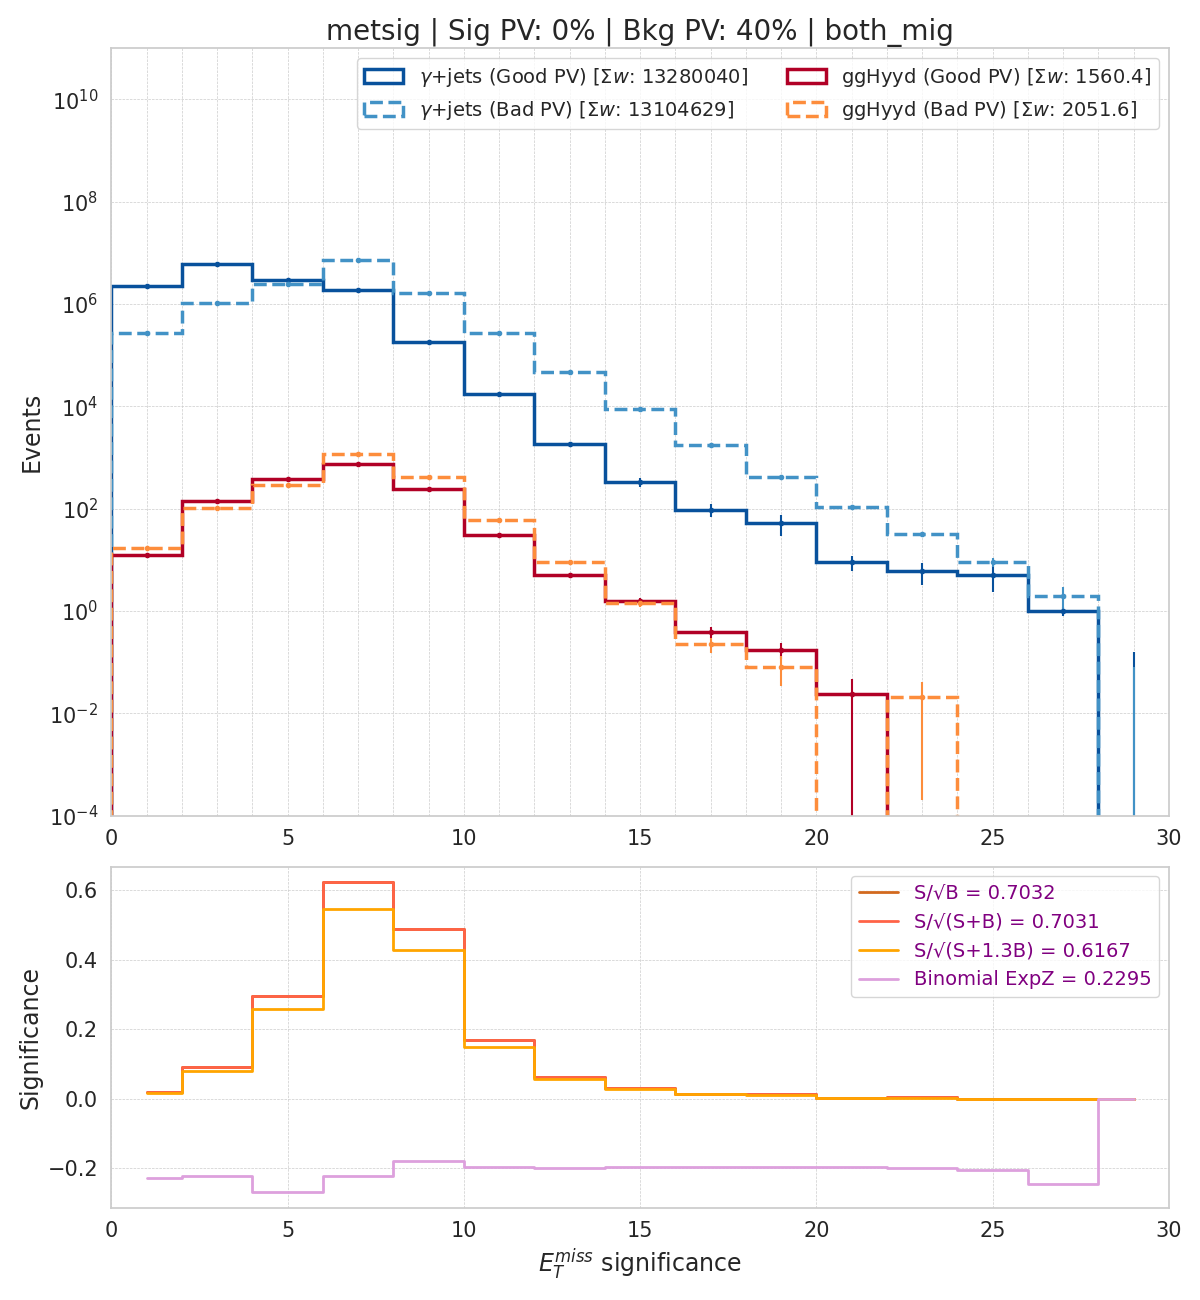 metsig | Sig PV: 0% | Bkg PV: 40% | both_mig
γ+jets (Good PV) [Σw: 13280040]
γ+jets (Bad PV) [Σw: 13104629]
ggHyyd (Good PV) [Σw: 1560.4]
ggHyyd (Bad PV) [Σw: 2051.6]
Events
10^10
10^8
10^6
10^4
10^2
10^0
10^−2
10^−4
0 5 10 15 20 25 30
Significance
0.6
0.4
0.2
0.0
−0.2
S/√B = 0.7032
S/√(S+B) = 0.7031
S/√(S+1.3B) = 0.6167
Binomial ExpZ = 0.2295
0 5 10 15 20 25 30
E_T^miss significance